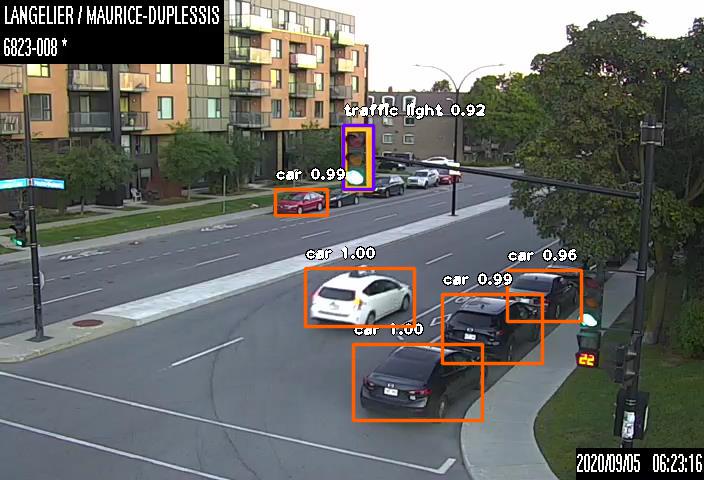 LANGELIER / MAURICE-DUPLESSIS
6823-008 *
traffic light 0.92
car 0.99
car 1.00
car 0.96
car 0.99
car 1.00
22
2020/09/05 06:23:16